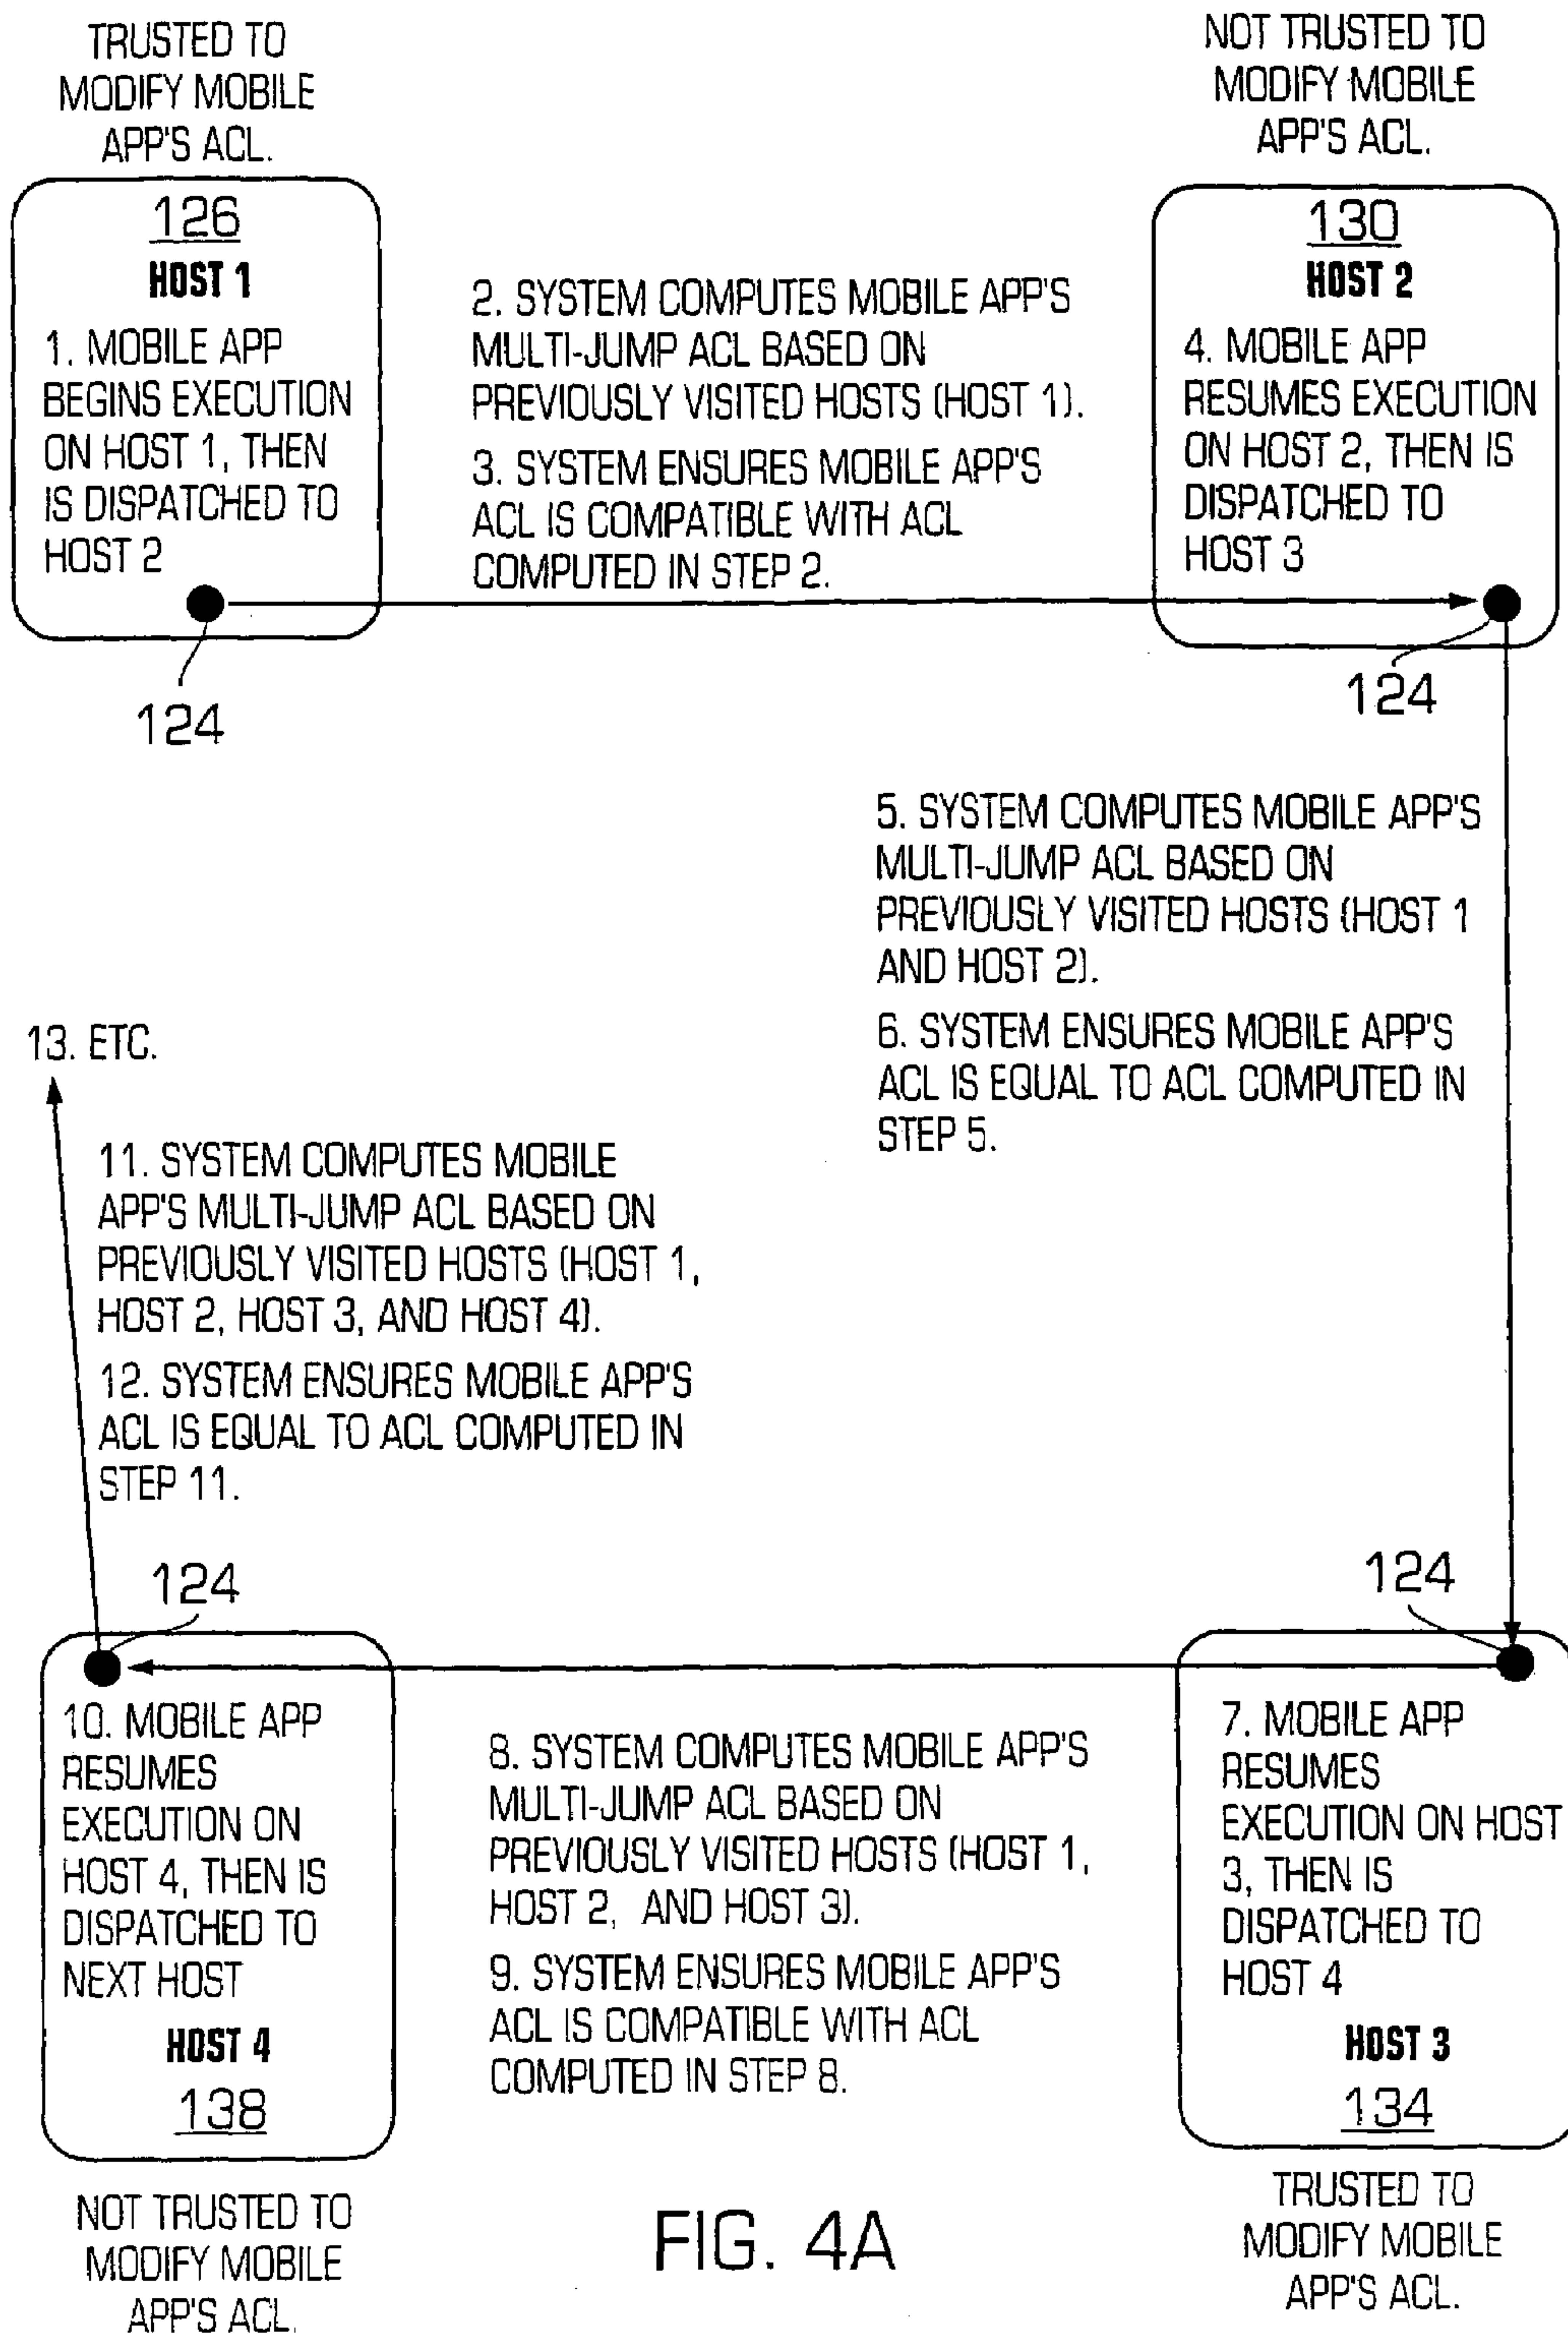 TRUSTED TO
MODIFY MOBILE
APP'S ACL.
126
HOST 1
1. MOBILE APP
BEGINS EXECUTION
ON HOST 1, THEN
IS DISPATCHED TO
HOST 2
124
2. SYSTEM COMPUTES MOBILE APP'S
MULTI-JUMP ACL BASED ON
PREVIOUSLY VISITED HOSTS (HOST 1).
3. SYSTEM ENSURES MOBILE APP'S
ACL IS COMPATIBLE WITH ACL
COMPUTED IN STEP 2.
NOT TRUSTED TO
MODIFY MOBILE
APP'S ACL.
130
HOST 2
4. MOBILE APP
RESUMES EXECUTION
ON HOST 2, THEN IS
DISPATCHED TO
HOST 3
124
5. SYSTEM COMPUTES MOBILE APP'S
MULTI-JUMP ACL BASED ON
PREVIOUSLY VISITED HOSTS (HOST 1
AND HOST 2).
6. SYSTEM ENSURES MOBILE APP'S
ACL IS EQUAL TO ACL COMPUTED IN
STEP 5.
124
7. MOBILE APP
RESUMES
EXECUTION ON HOST
3, THEN IS
DISPATCHED TO
HOST 4
HOST 3
134
TRUSTED TO
MODIFY MOBILE
APP'S ACL.
8. SYSTEM COMPUTES MOBILE APP'S
MULTI-JUMP ACL BASED ON
PREVIOUSLY VISITED HOSTS (HOST 1,
HOST 2, AND HOST 3).
9. SYSTEM ENSURES MOBILE APP'S
ACL IS COMPATIBLE WITH ACL
COMPUTED IN STEP 8.
124
10. MOBILE APP
RESUMES
EXECUTION ON
HOST 4, THEN IS
DISPATCHED TO
NEXT HOST
HOST 4
138
NOT TRUSTED TO
MODIFY MOBILE
APP'S ACL.
11. SYSTEM COMPUTES MOBILE
APP'S MULTI-JUMP ACL BASED ON
PREVIOUSLY VISITED HOSTS (HOST 1,
HOST 2, HOST 3, AND HOST 4).
12. SYSTEM ENSURES MOBILE APP'S
ACL IS EQUAL TO ACL COMPUTED IN
STEP 11.
13. ETC.
FIG. 4A